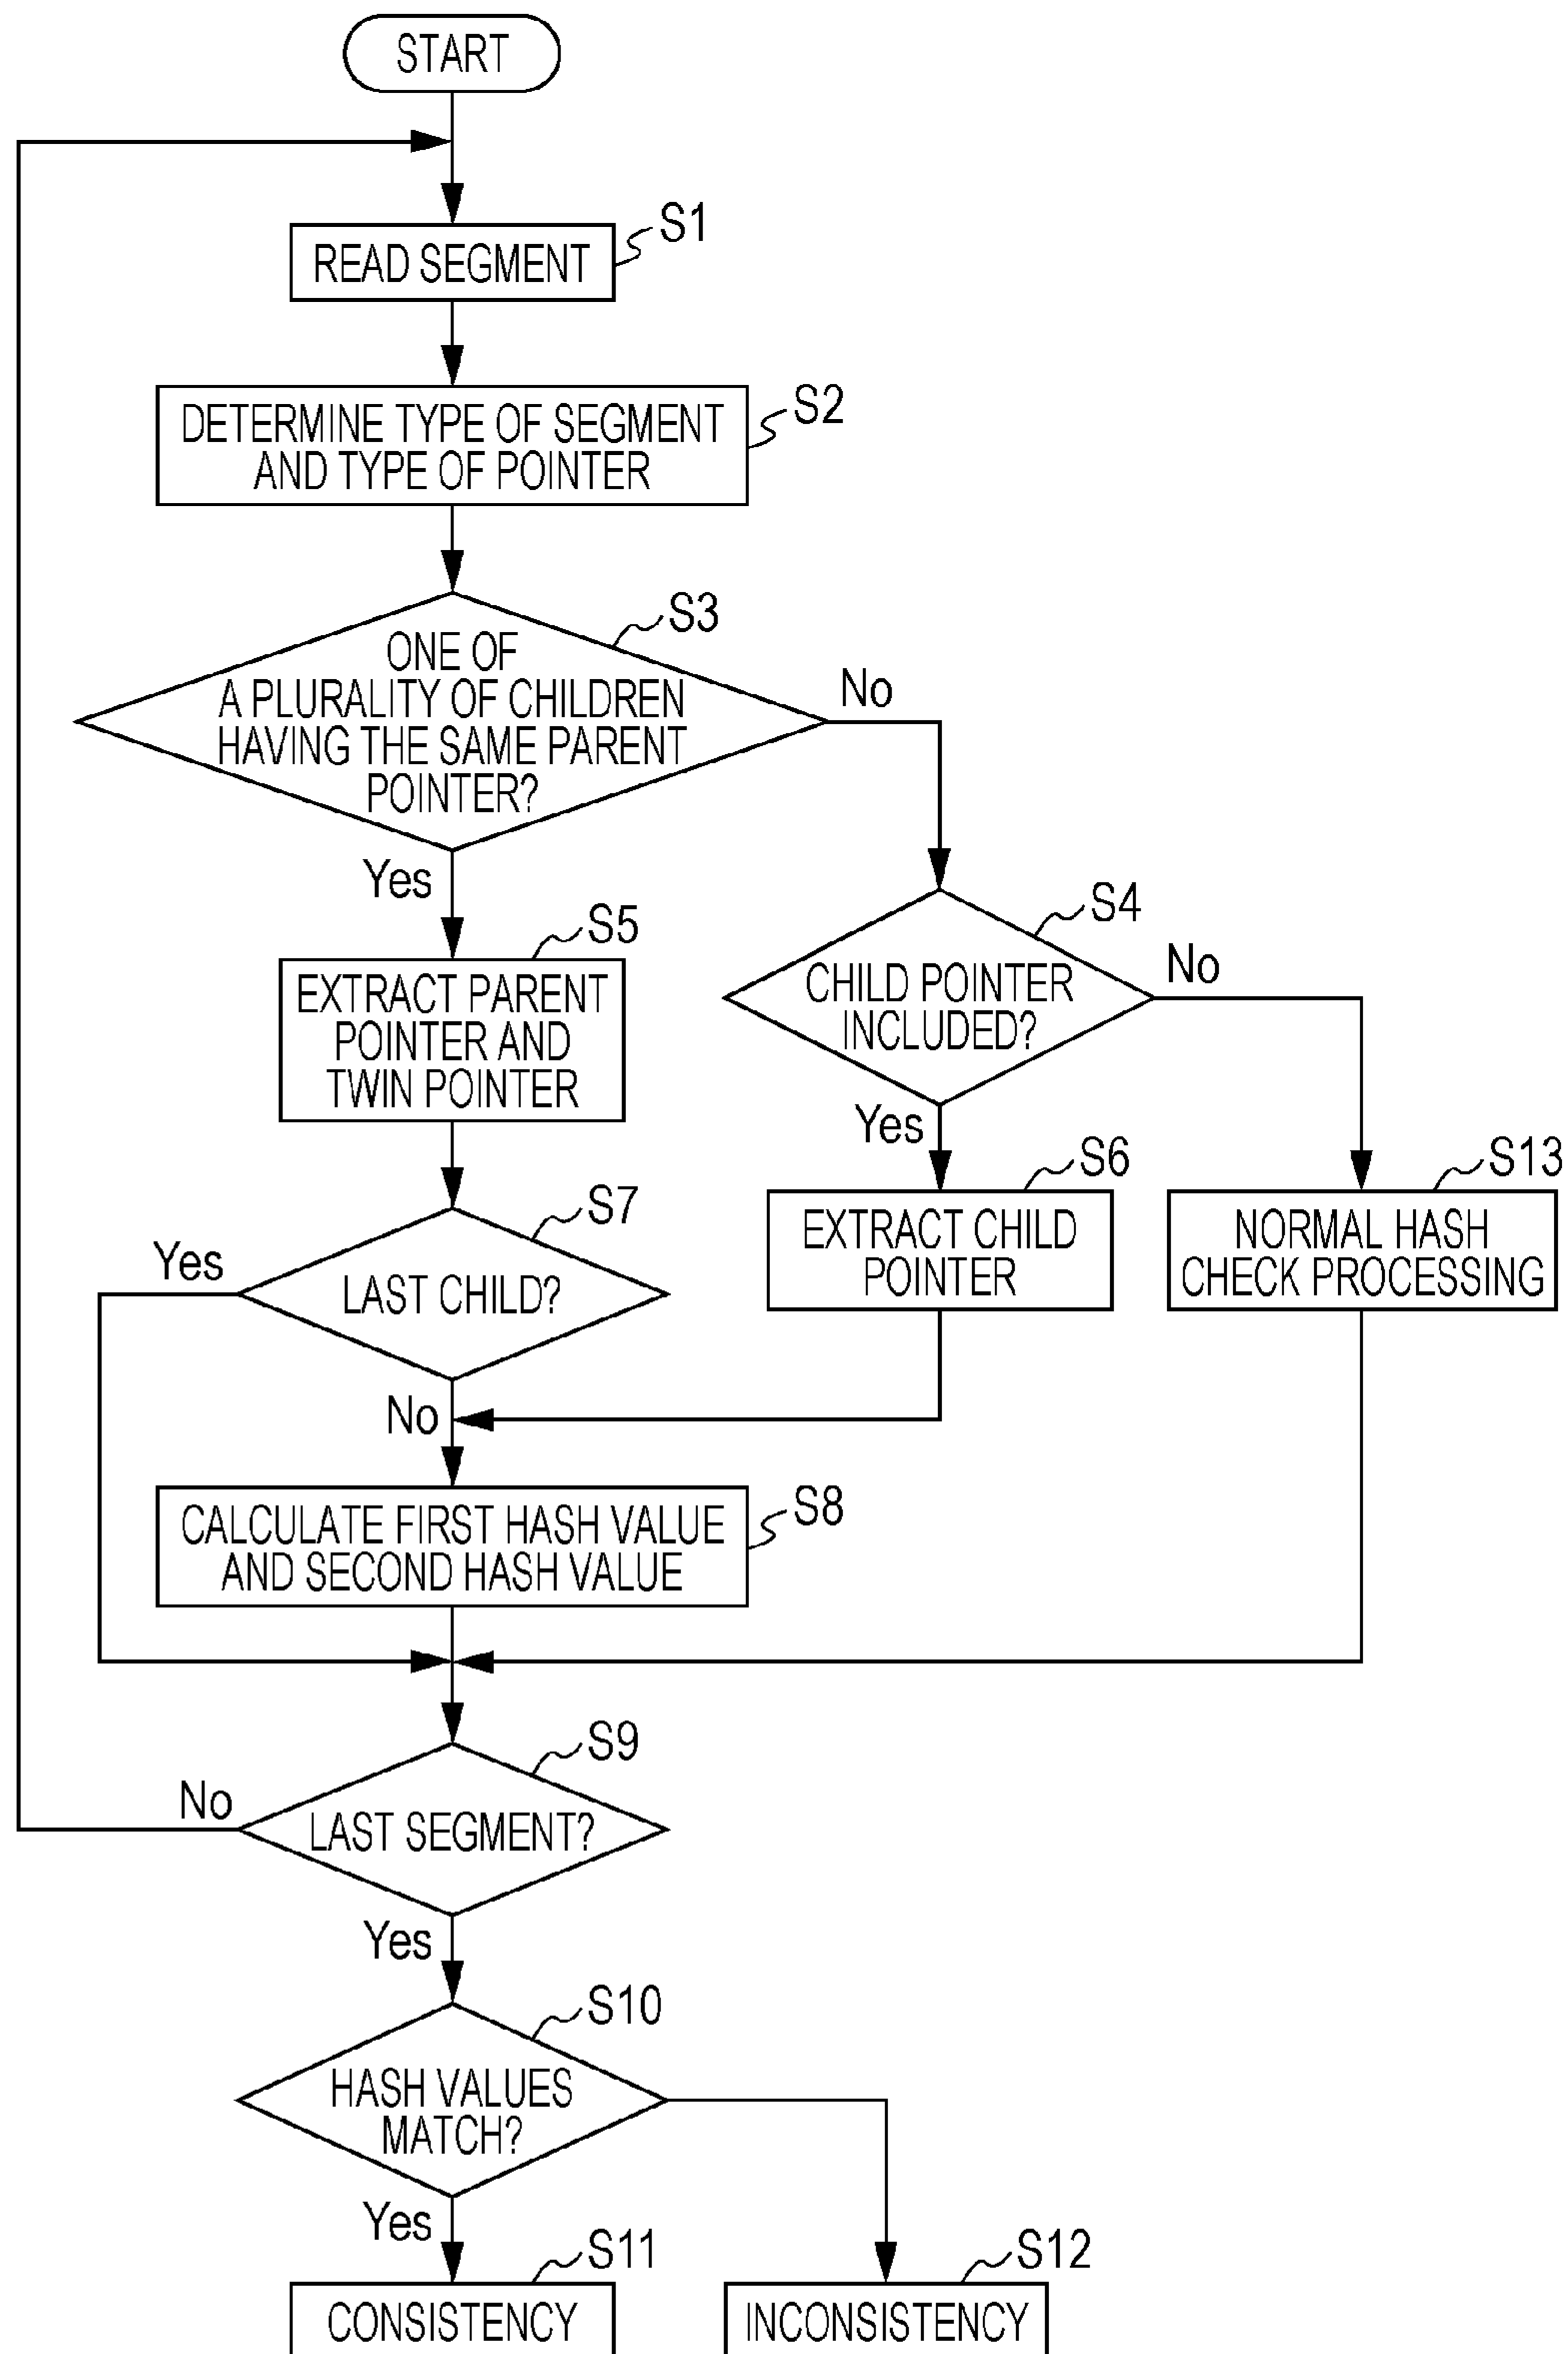 START
S1
READ SEGMENT
S2
DETERMINE TYPE OF SEGMENT
AND TYPE OF POINTER
S3
ONE OF
A PLURALITY OF CHILDREN
HAVING THE SAME PARENT
POINTER?
No
Yes
S4
CHILD POINTER
INCLUDED?
No
Yes
S5
EXTRACT PARENT
POINTER AND
TWIN POINTER
S6
EXTRACT CHILD
POINTER
S13
NORMAL HASH
CHECK PROCESSING
S7
LAST CHILD?
Yes
No
S8
CALCULATE FIRST HASH VALUE
AND SECOND HASH VALUE
S9
LAST SEGMENT?
No
Yes
S10
HASH VALUES
MATCH?
Yes
S11
CONSISTENCY
S12
INCONSISTENCY